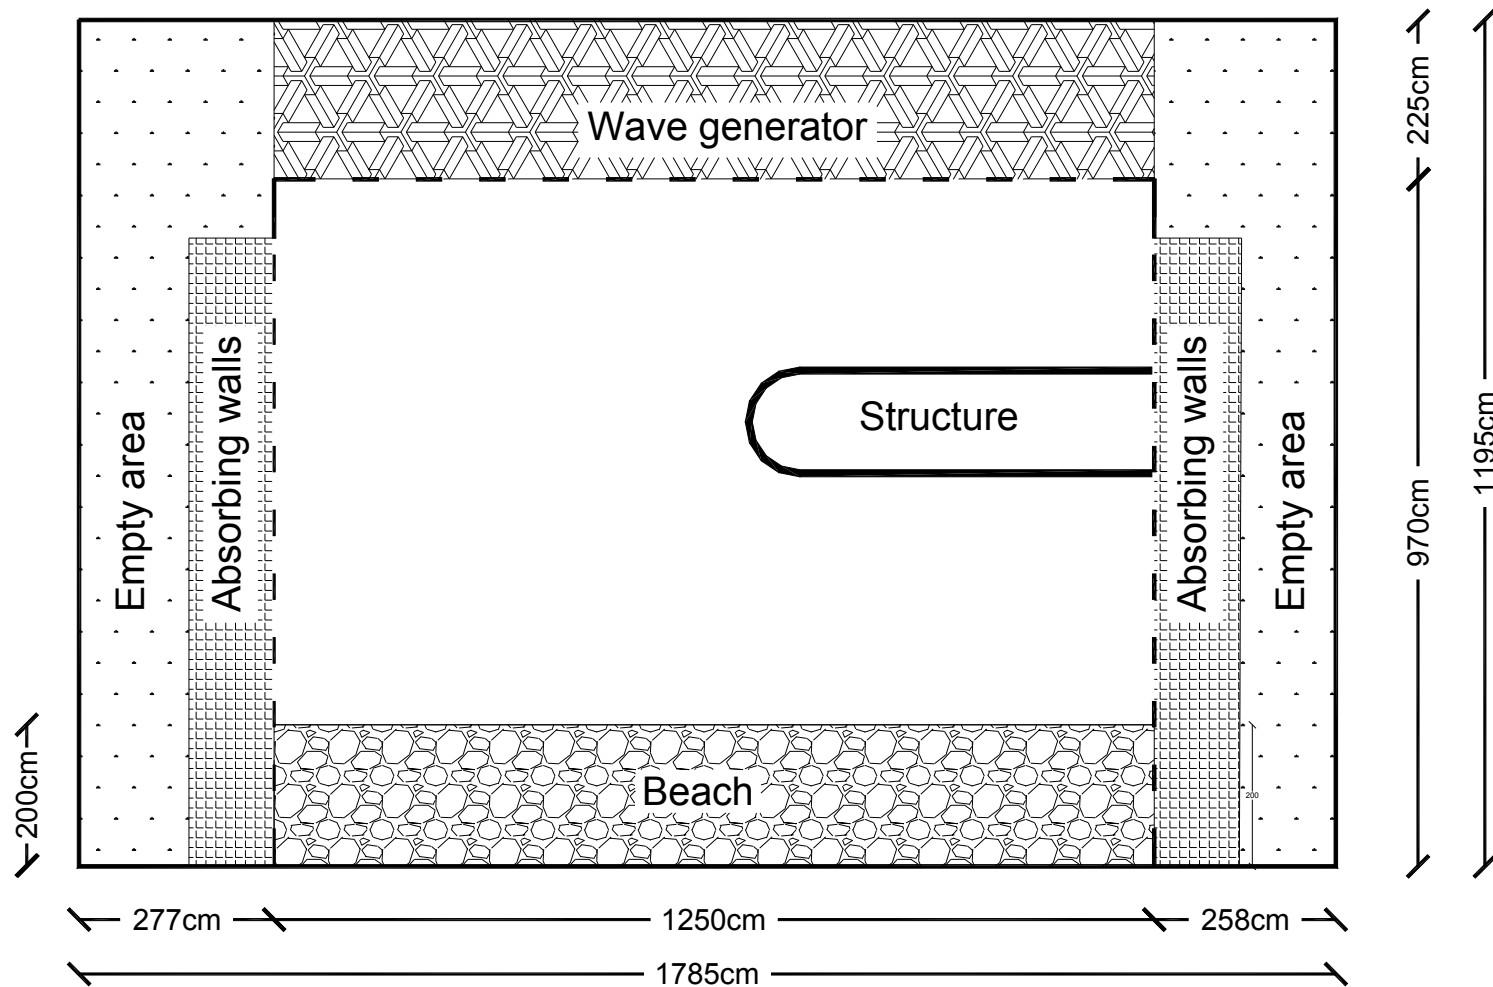 Wave generator
225cm
1195cm
970cm
Absorbing walls
Empty area
Structure
Absorbing walls
Empty area
200cm
Beach
200
277cm
1250cm
258cm
1785cm